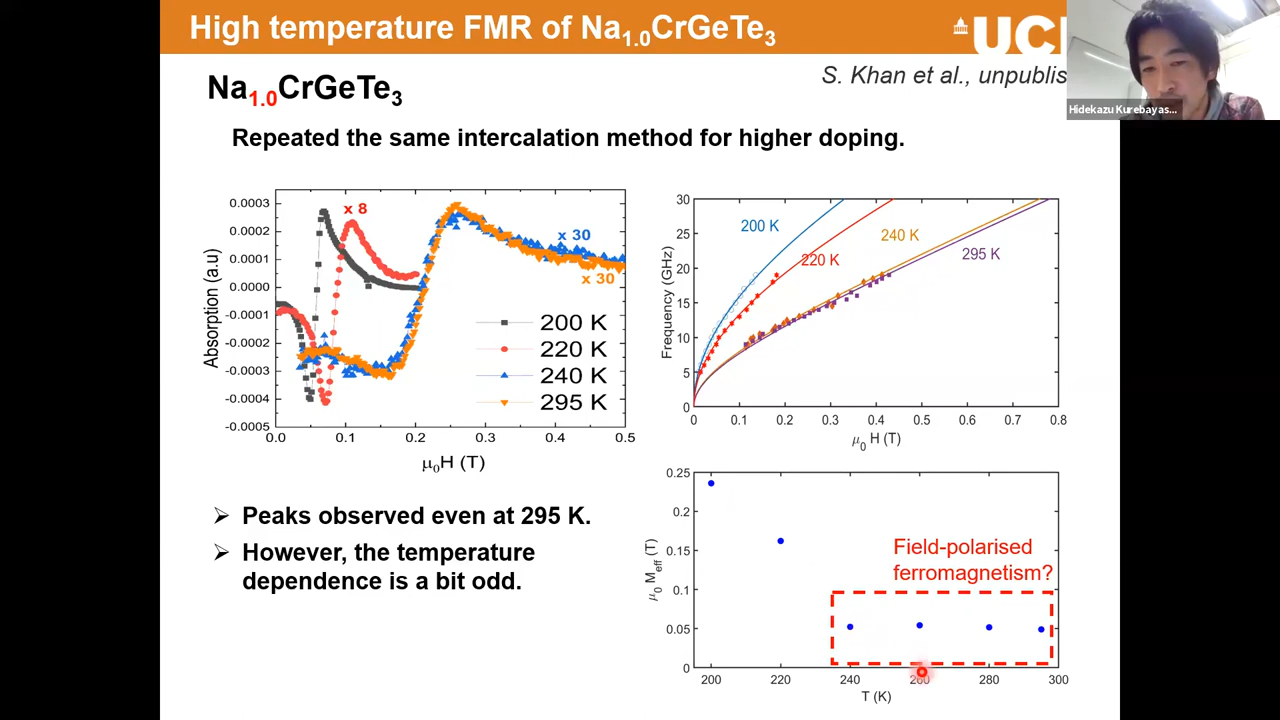 High temperature FMR of Na1.0CrGeTe3
UCL
S. Khan et al., unpublis
Hidekazu Kurebayas...
Na1.0CrGeTe3
Repeated the same intercalation method for higher doping.
0.0003
0.0002
0.0001
0.0000
-0.0001
-0.0002
-0.0003
-0.0004
-0.0005
Absorption (a.u)
x 8
x 30
x 30
200 K
220 K
240 K
295 K
0.0 0.1 0.2 0.3 0.4 0.5
μ0H (T)
30
25
20
15
10
5
0
Frequency (GHz)
200 K
220 K
240 K
295 K
0 0.1 0.2 0.3 0.4 0.5 0.6 0.7 0.8
μ0 H (T)
Peaks observed even at 295 K.
However, the temperature
dependence is a bit odd.
0.25
0.2
0.15
0.1
0.05
0
μ0 Meff (T)
Field-polarised
ferromagnetism?
200 220 240 260 280 300
T (K)